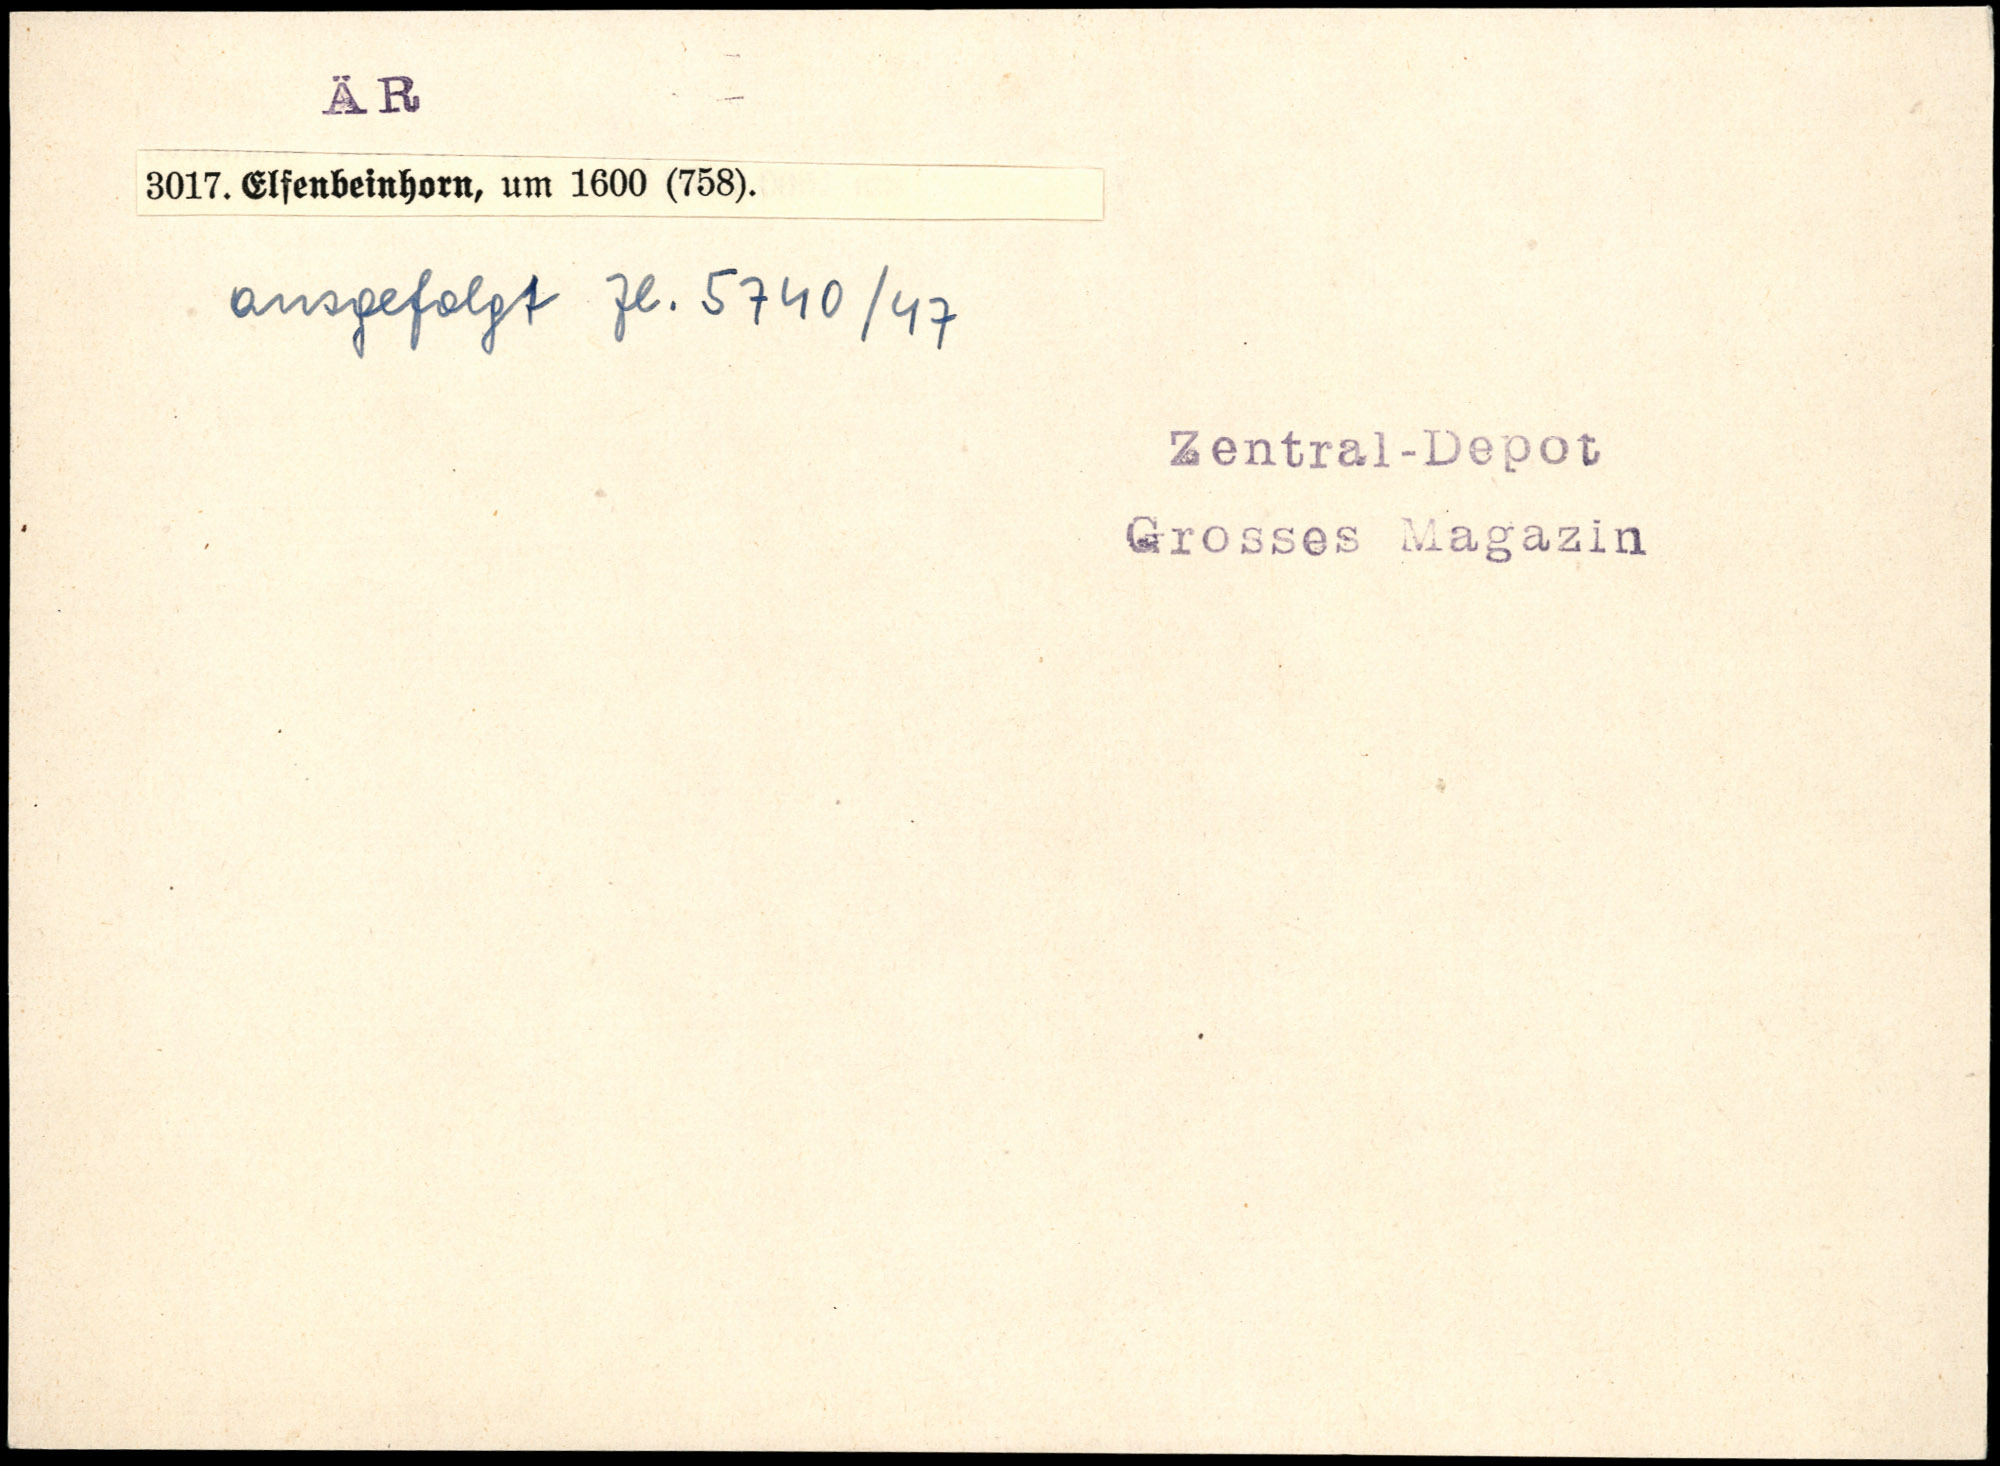 ÄR
3017. Elfenbeinhorn, um 1600 (758).
ausgefolgt Zl. 5740/47
Zentral-Depot
Grosses Magazin